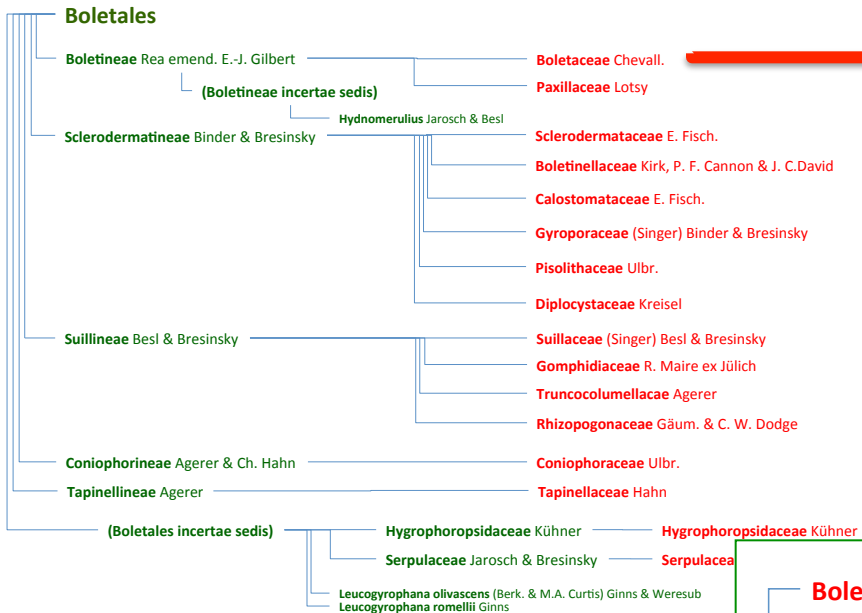 Boletales
Boletineae Rea emend. E.-J. Gilbert
Boletaceae Chevall.
Paxillaceae Lotsy
(Boletineae incertae sedis)
Hydnomerulius Jarosch & Besl
Sclerodermatineae Binder & Bresinsky
Sclerodermataceae E. Fisch.
Boletinellaceae Kirk, P. F. Cannon & J. C.David
Calostomataceae E. Fisch.
Gyroporaceae (Singer) Binder & Bresinsky
Pisolithaceae Ulbr.
Diplocystaceae Kreisel
Suillineae Besl & Bresinsky
Suillaceae (Singer) Besl & Bresinsky
Gomphidiaceae R. Maire ex Jülich
Truncocolumellacae Agerer
Rhizopogonaceae Gäum. & C. W. Dodge
Coniophorineae Agerer & Ch. Hahn
Coniophoraceae Ulbr.
Tapinellineae Agerer
Tapinellaceae Hahn
(Boletales incertae sedis)
Hygrophoropsidaceae Kühner
Hygrophoropsidaceae Kühner
Serpulaceae Jarosch & Bresinsky
Serpulacea
Leucogyrophana olivascens (Berk. & M.A. Curtis) Ginns & Weresub
Leucogyrophana romellii Ginns
Bole